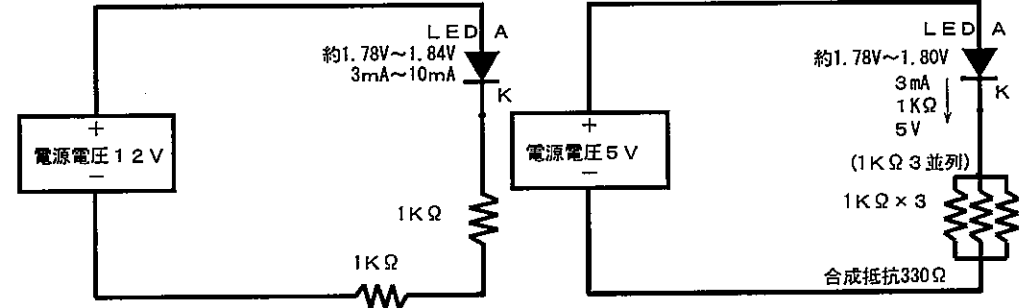 LED A
約1.78V~1.84V
3mA~10mA
K
+
電源電圧12V
−
1KΩ
1KΩ
LED A
約1.78V~1.80V
3mA
1KΩ
5V
K
+
電源電圧5V
−
(1KΩ3並列)
1KΩ×3
合成抵抗330Ω